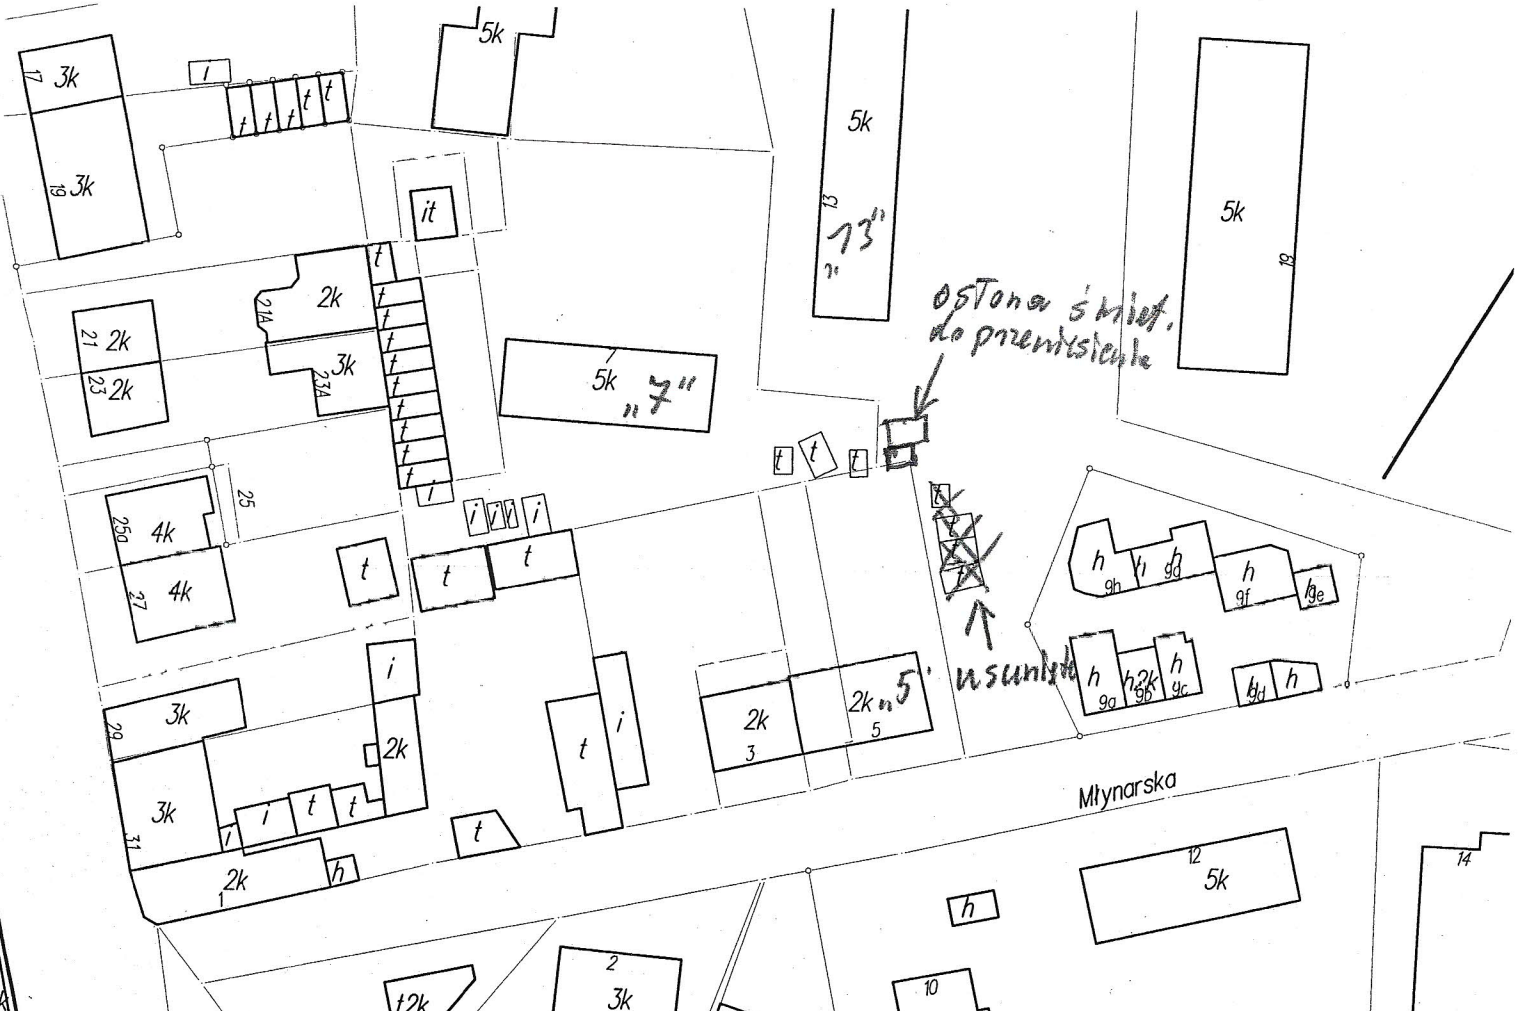 5k
17
3k
i
t
t
t
t
t
5k
19
3k
it
13
„13"
5k
19
osłona śmiet.
do przeniesienia
t
21A
2k
t
t
t
t
t
t
t
t
t
21
2k
23
2k
3k
23A
7
5k
„7"
i
t
t
t
25
25a
4k
27
4k
i
i
i
i
t
t
t
t
t
t
t
h
9h
h
9d
h
9f
9e
i
h
9a
h2k
9b
h
9c
h
29
3k
2k
i
t
2k
3
2k
„5"
5
usunięte
Młynarska
31
3k
i
i
t
t
t
2k
1
h
12
5k
14
h
t2k
2
3k
10